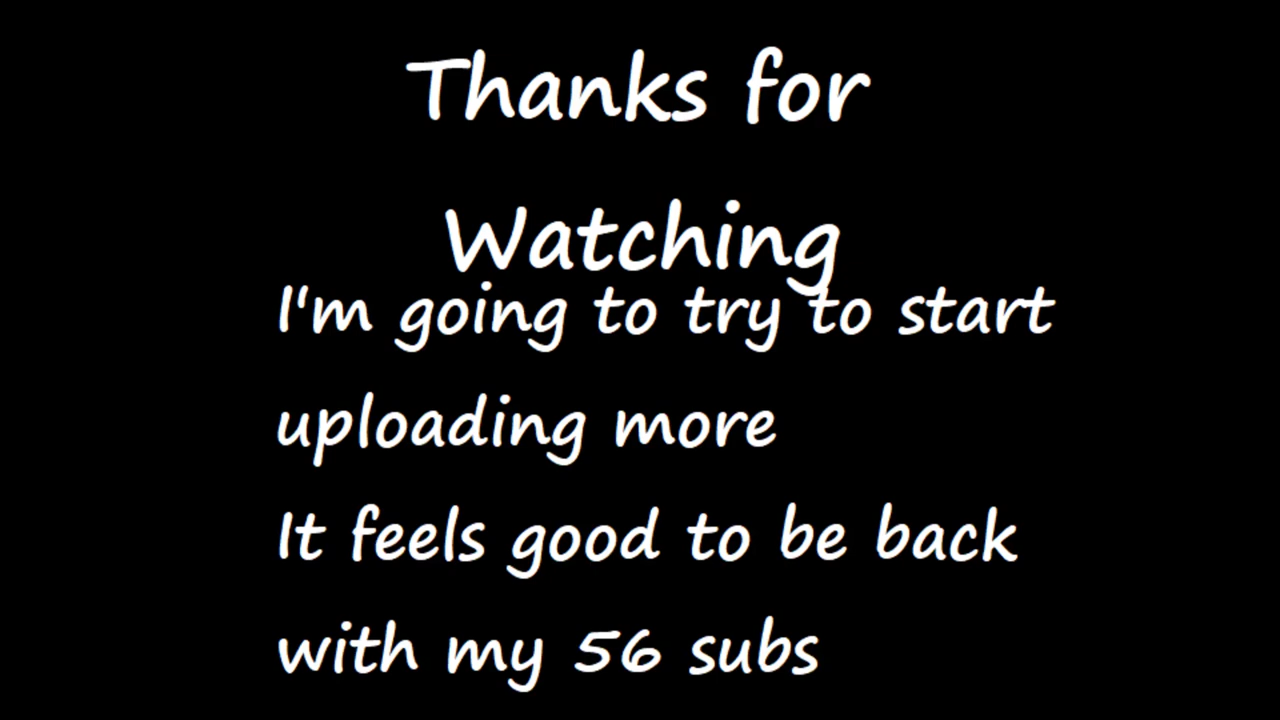 Thanks for
Watching
I'm going to try to start
uploading more
It feels good to be back
with my 56 subs